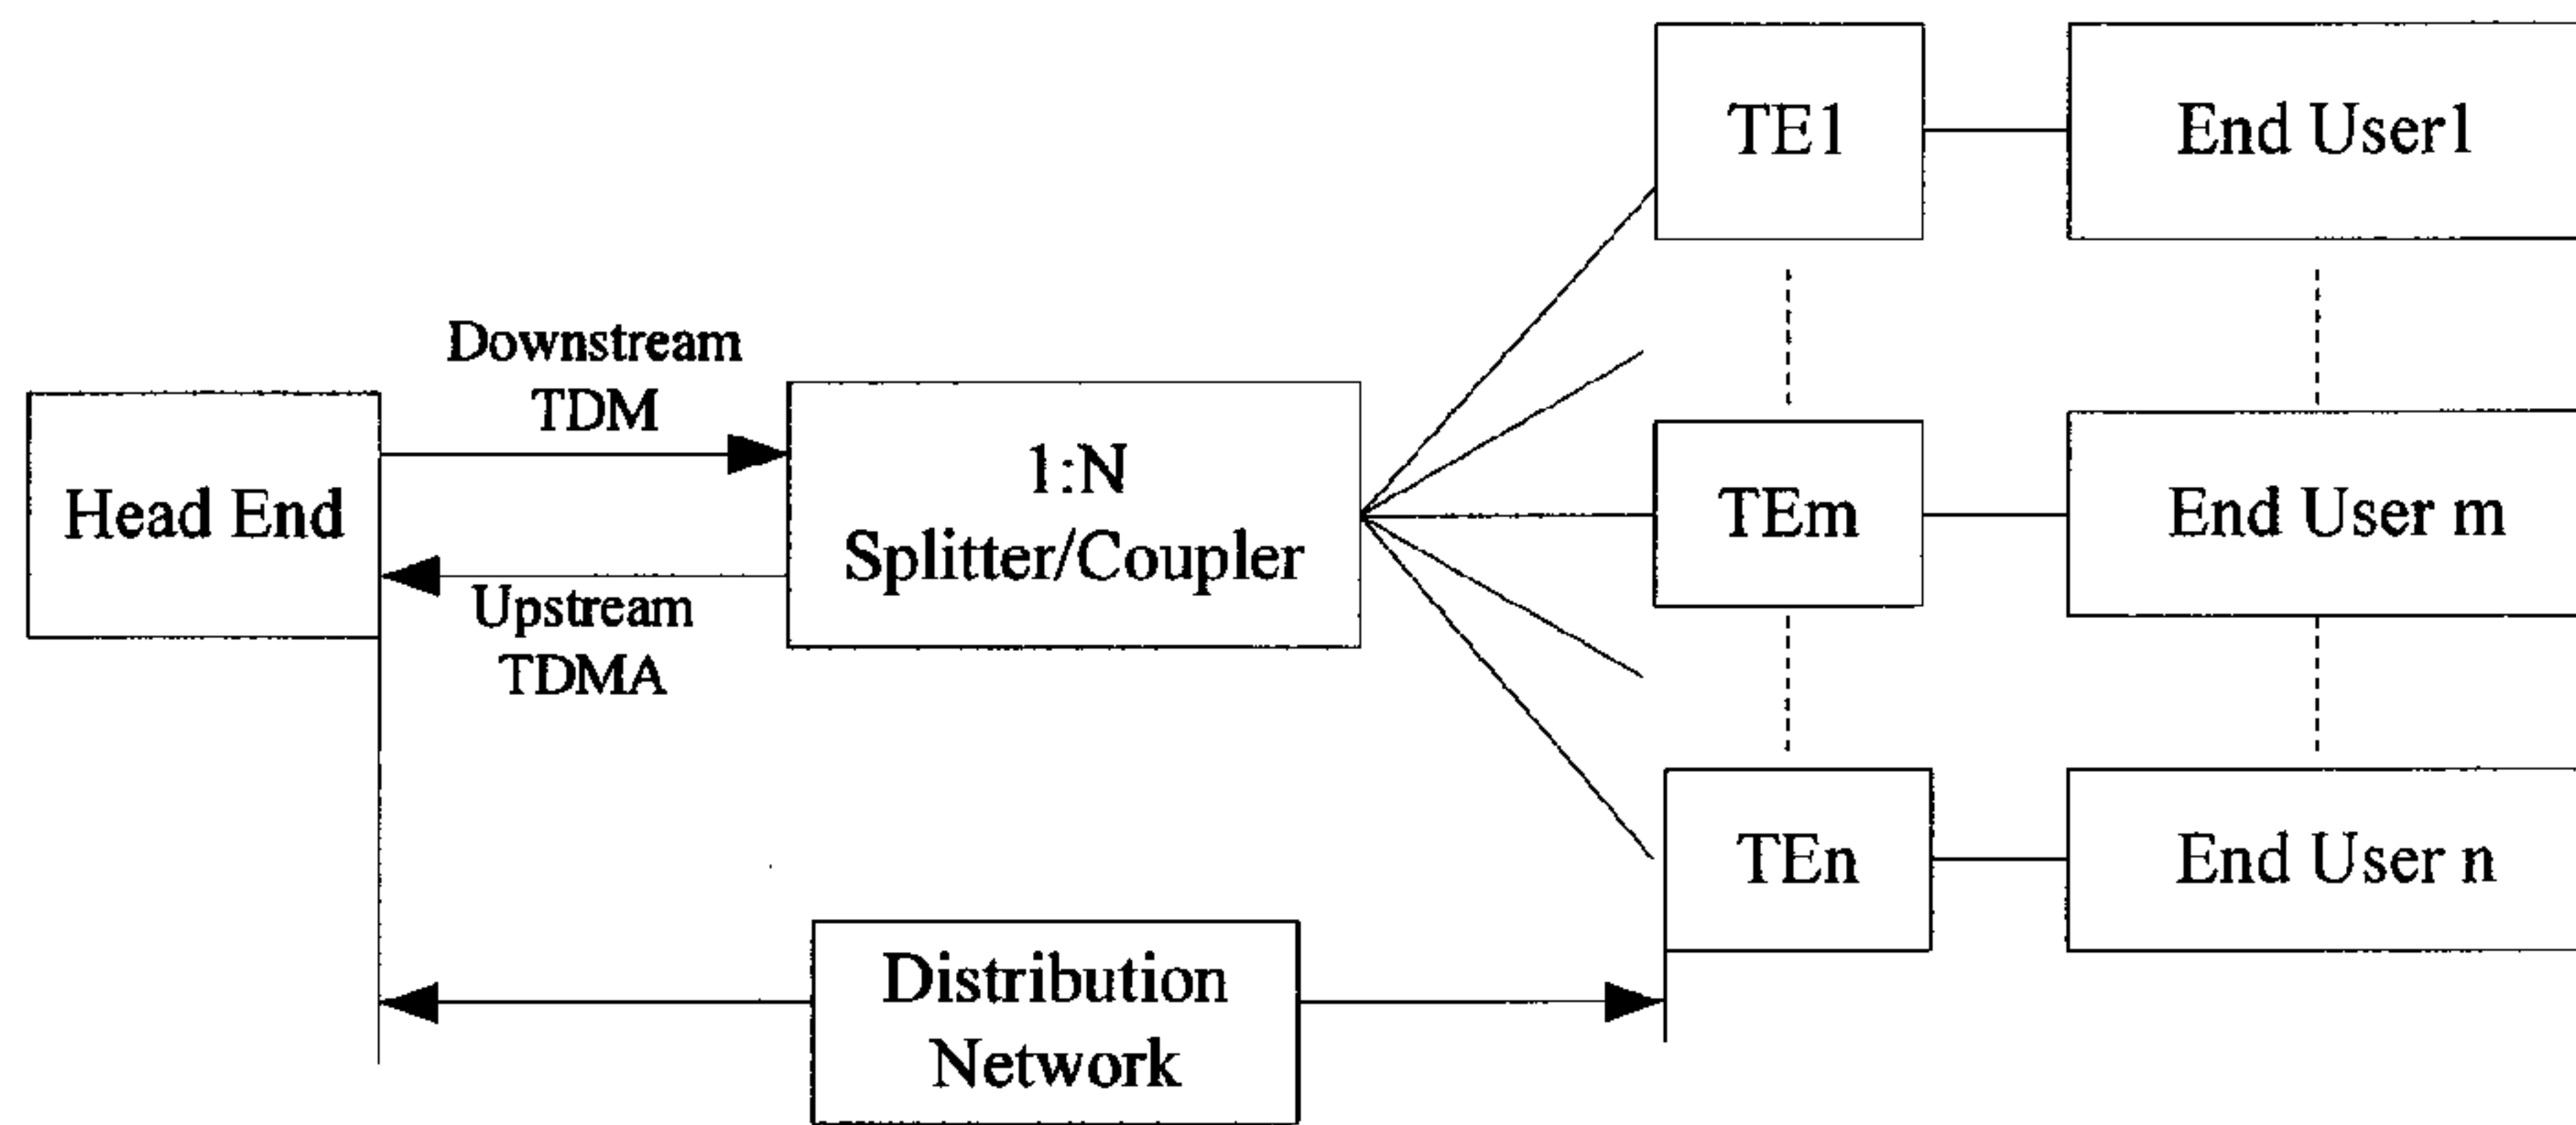 TE1
End User1
Downstream
TDM
Head End
1:N
Splitter/Coupler
TEm
End User m
Upstream
TDMA
TEn
End User n
Distribution
Network